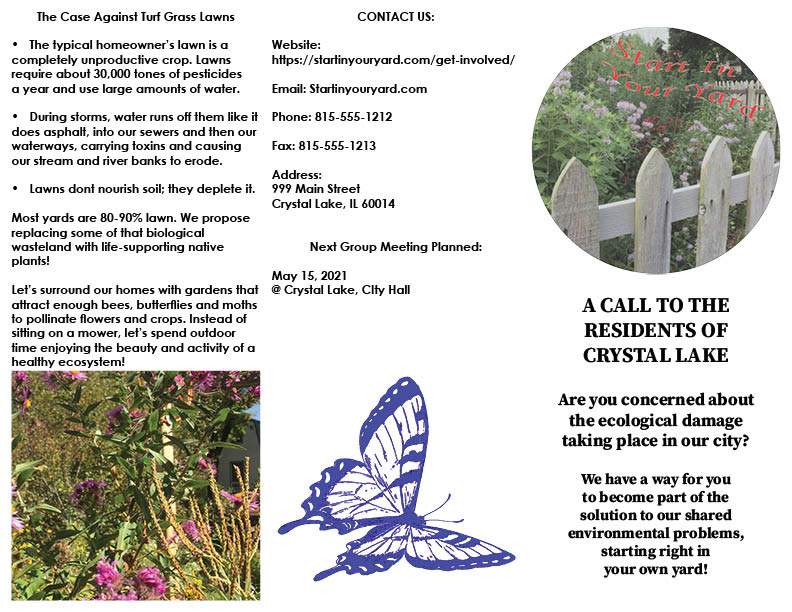 The Case Against Turf Grass Lawns
• The typical homeowner's lawn is a
completely unproductive crop. Lawns
require about 30,000 tones of pesticides
a year and use large amounts of water.
• During storms, water runs off them like it
does asphalt, into our sewers and then our
waterways, carrying toxins and causing
our stream and river banks to erode.
• Lawns dont nourish soil; they deplete it.
Most yards are 80-90% lawn. We propose
replacing some of that biological
wasteland with life-supporting native
plants!
Let's surround our homes with gardens that
attract enough bees, butterflies and moths
to pollinate flowers and crops. Instead of
sitting on a mower, let's spend outdoor
time enjoying the beauty and activity of a
healthy ecosystem!
CONTACT US:
Website:
https://startinyouryard.com/get-involved/
Email: Startinyouryard.com
Phone: 815-555-1212
Fax: 815-555-1213
Address:
999 Main Street
Crystal Lake, IL 60014
Next Group Meeting Planned:
May 15, 2021
@ Crystal Lake, City Hall
Start In
Your Yard
A CALL TO THE
RESIDENTS OF
CRYSTAL LAKE
Are you concerned about
the ecological damage
taking place in our city?
We have a way for you
to become part of the
solution to our shared
environmental problems,
starting right in
your own yard!